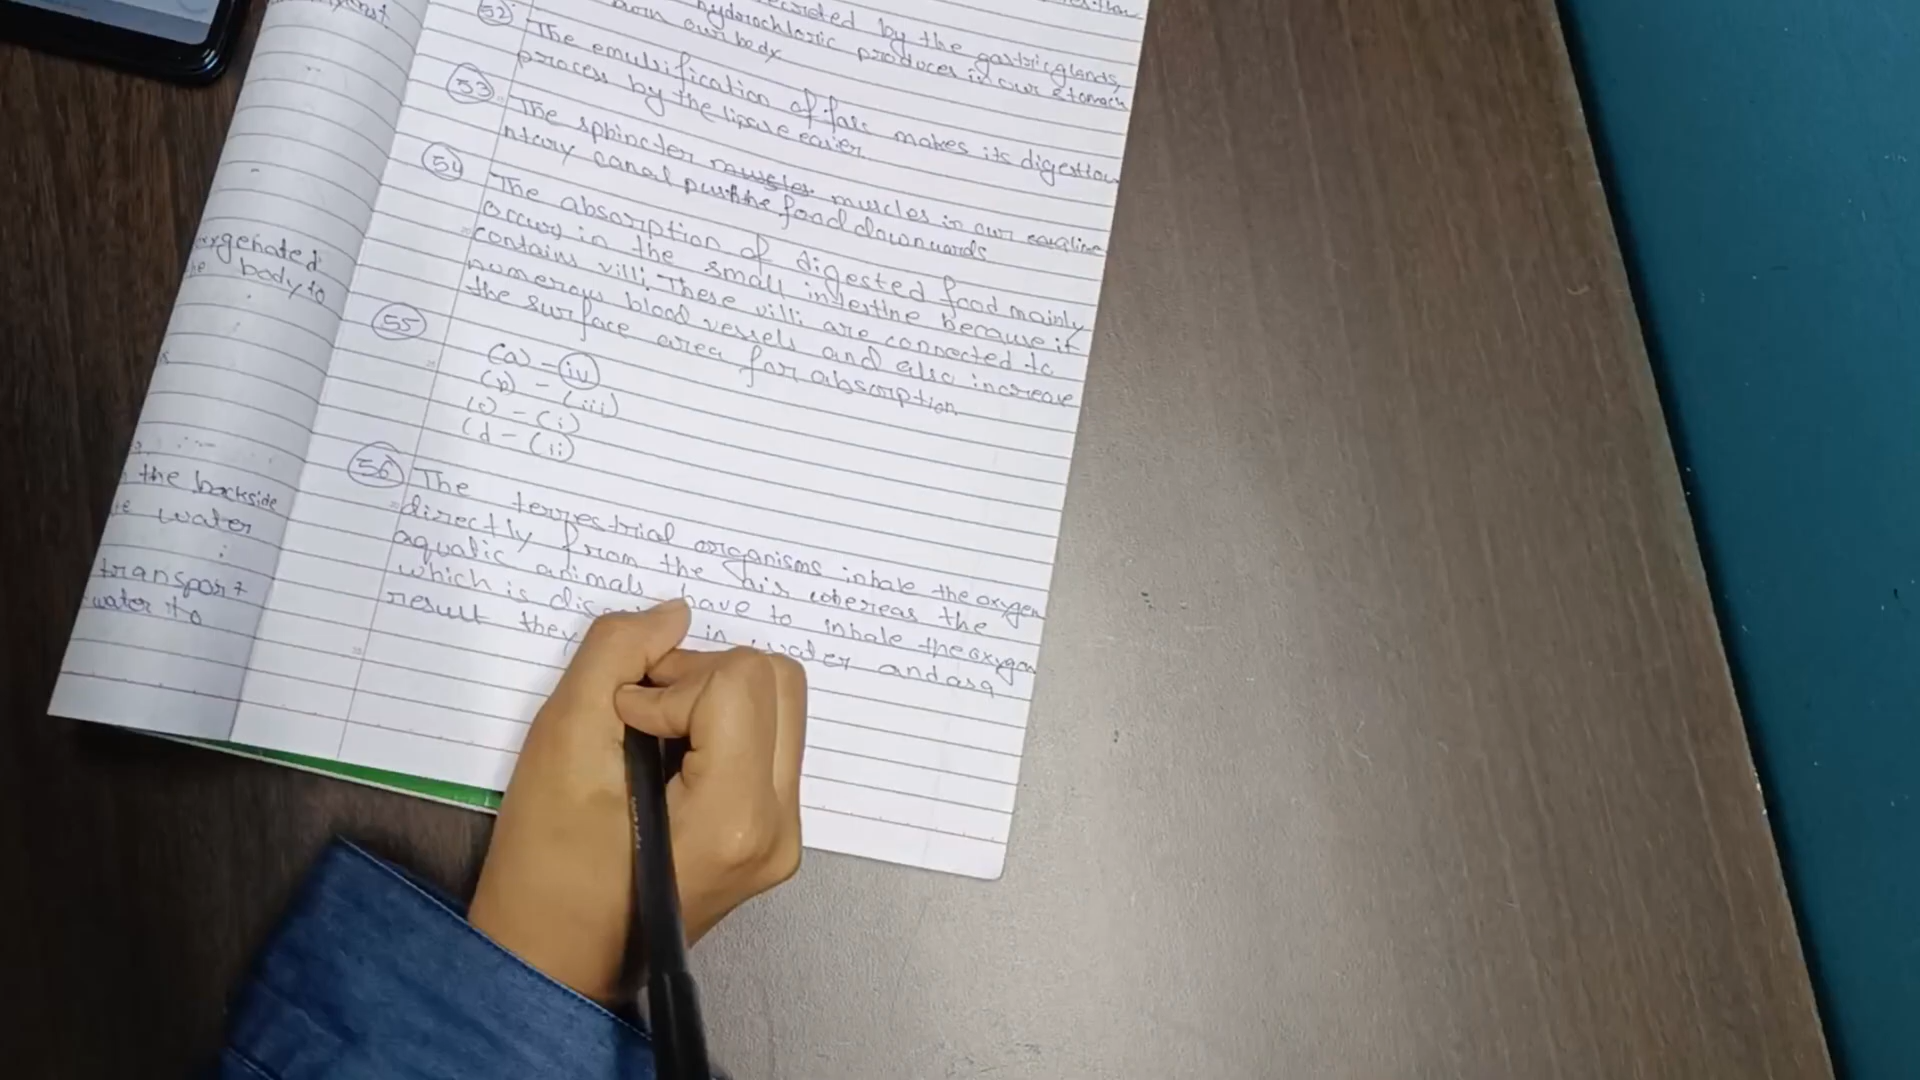 ecreted by the gastric glands,
hydrochloric produces in our stomach
our body
52
The emulsification of fats makes its digestion
process by the lipase easier
53
The sphincter muscles muscles in our
canal push the food downwards
54
The absorption of digested food mainly
occurs in the small intestine because it
contains villi. These villi are connected to
numerous blood vessels and also increase
the surface area for absorption
55
(a) - (iv)
(b) - (iii)
(c) - (i)
(d - (ii)
56
The terrestrial organisms inhale the oxygen
directly from the whereas the
aquatic animals have to inhale the oxygen
which is in water and as a
result they
oxygenated
the body to
the backside
water
transport
water to